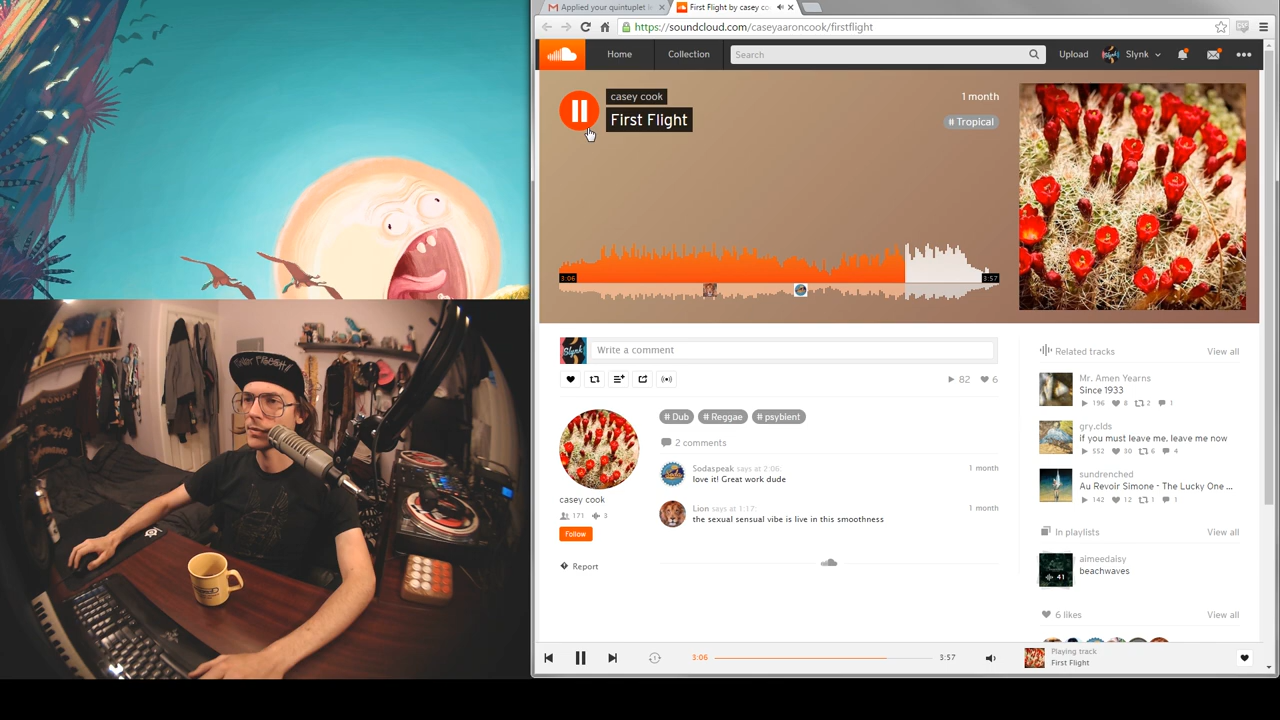 Applied your quintuplet le
First Flight by casey co
https://soundcloud.com/caseyaaroncook/firstflight
Home
Collection
Search
Upload
Slynk
casey cook
First Flight
1 month
# Tropical
3:06
3:57
Slynk
Write a comment
82
6
# Dub
# Reggae
# psybient
2 comments
Sodaspeak says at 2:06:
1 month
love it! Great work dude
Lion says at 1:17:
1 month
the sexual sensual vibe is live in this smoothness
casey cook
171
3
Follow
Report
Related tracks
View all
Mr. Amen Yearns
Since 1933
196 8 2 1
gry.clds
if you must leave me. leave me now
552 30 6 4
sundrenched
Au Revoir Simone - The Lucky One ...
142 12 1 1
In playlists
View all
aimeedaisy
beachwaves
41
6 likes
View all
3:06
3:57
Playing track
First Flight